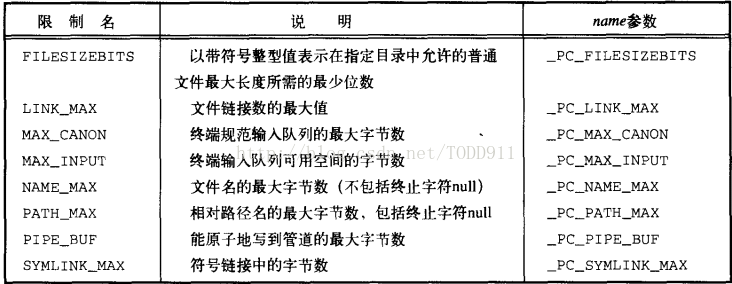 限 制 名 说 明 name参数
FILESIZEBITS 以带符号整型值表示在指定目录中允许的普通 _PC_FILESIZEBITS
文件最大长度所需的最少位数
LINK_MAX 文件链接数的最大值 _PC_LINK_MAX
MAX_CANON 终端规范输入队列的最大字节数 _PC_MAX_CANON
http://blog.csdn.net/TODD911
MAX_INPUT 终端输入队列可用空间的字节数 _PC_MAX_INPUT
NAME_MAX 文件名的最大字节数（不包括终止字符null） _PC_NAME_MAX
PATH_MAX 相对路径名的最大字节数，包括终止字符null _PC_PATH_MAX
PIPE_BUF 能原子地写到管道的最大字节数 _PC_PIPE_BUF
SYMLINK_MAX 符号链接中的字节数 _PC_SYMLINK_MAX